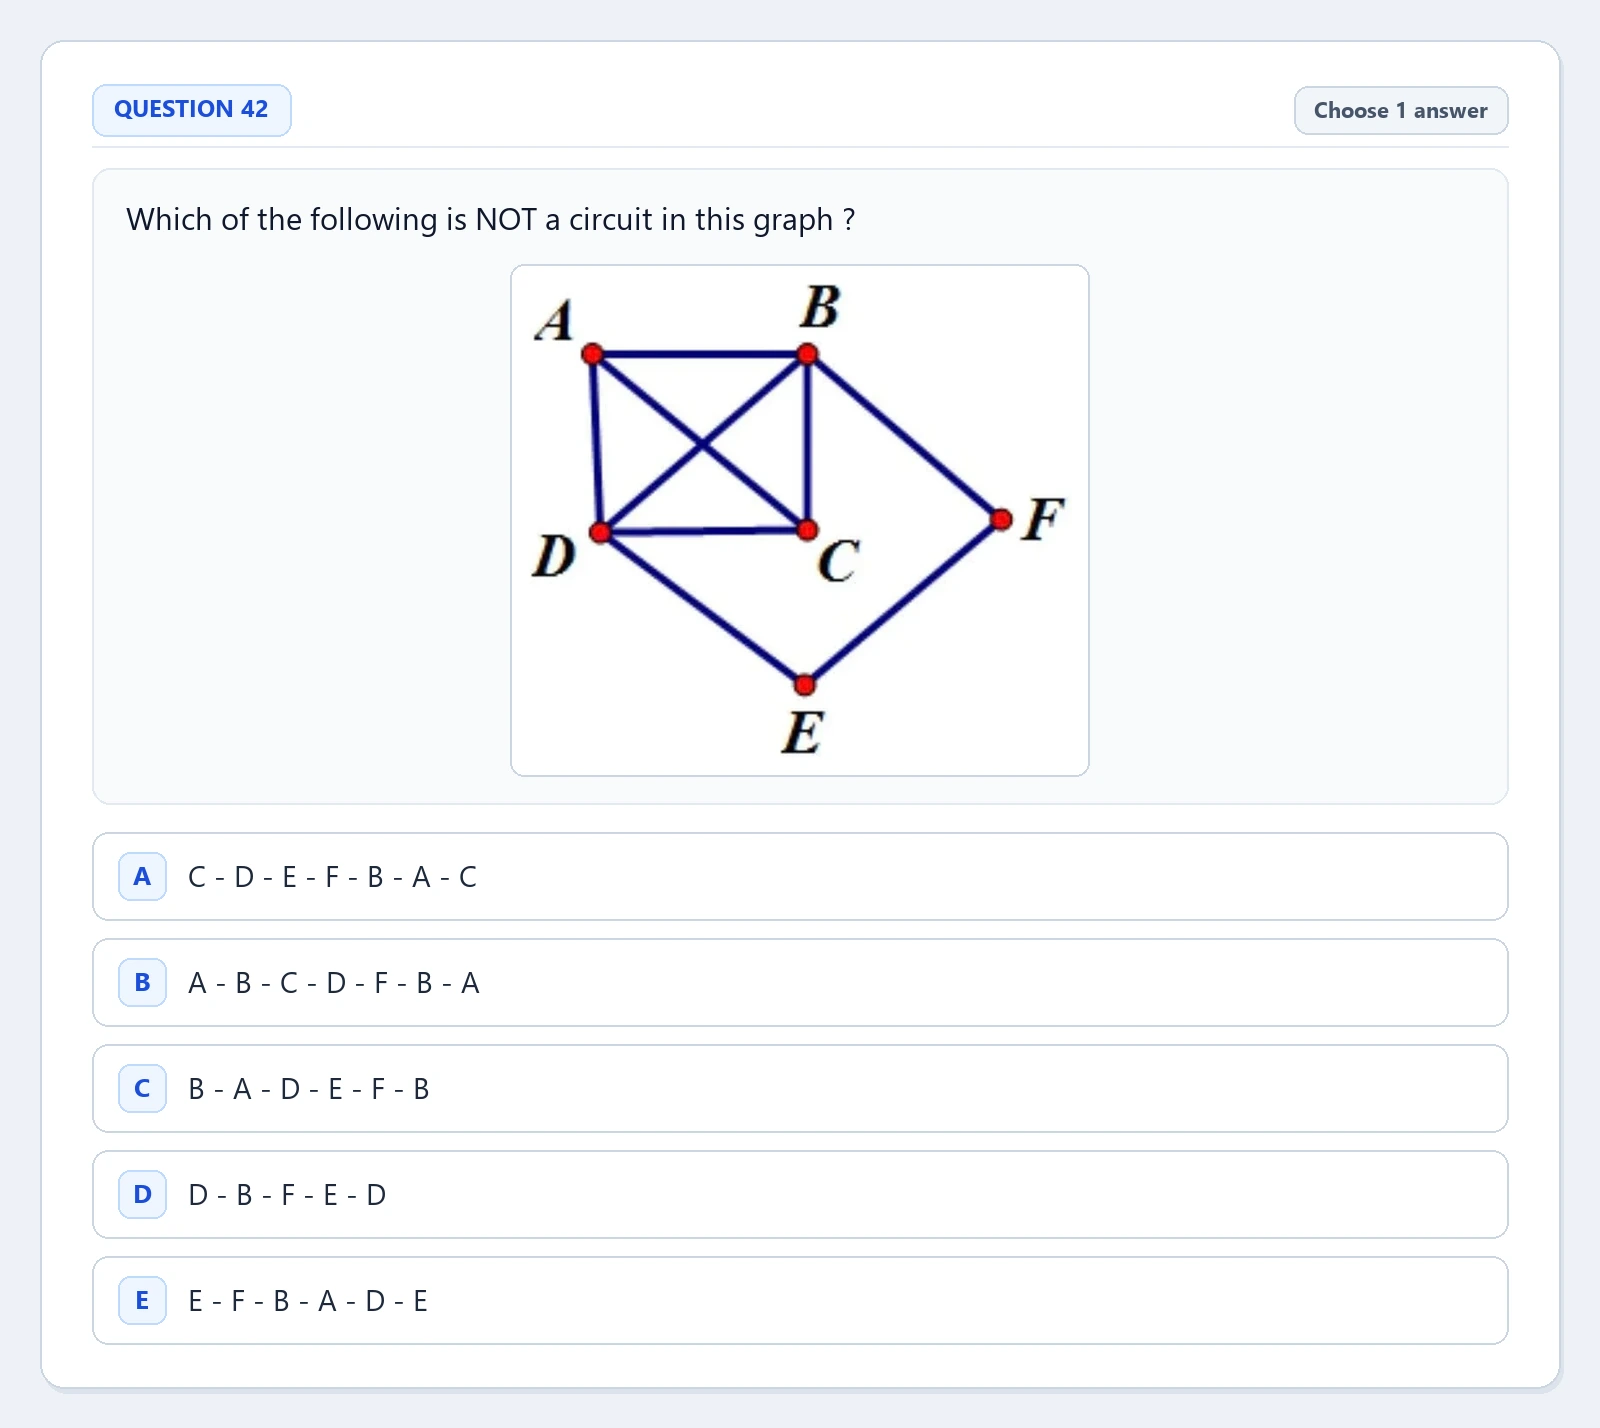 QUESTION 42
Choose 1 answer
Which of the following is NOT a circuit in this graph ?
A
B
D
C
F
E
A C - D - E - F - B - A - C
B A - B - C - D - F - B - A
C B - A - D - E - F - B
D D - B - F - E - D
E E - F - B - A - D - E